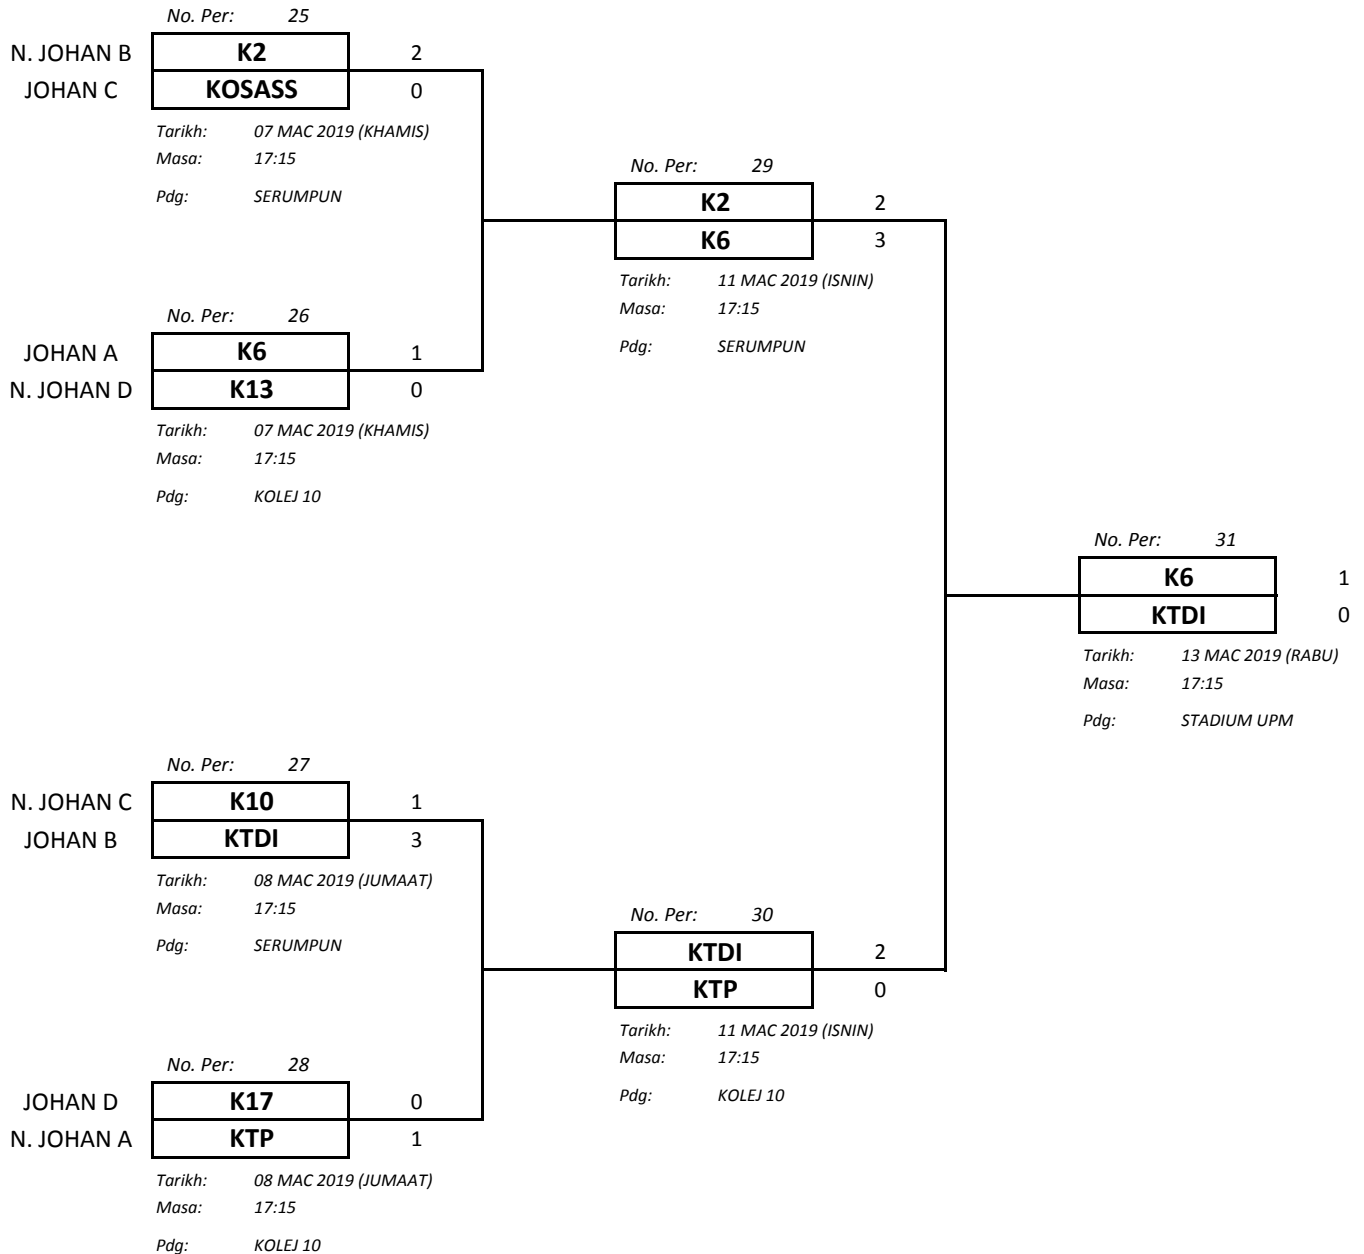 No. Per: 25
N. JOHAN B K2 2
JOHAN C KOSASS 0
Tarikh: 07 MAC 2019 (KHAMIS)
Masa: 17:15
Pdg: SERUMPUN
No. Per: 26
JOHAN A K6 1
N. JOHAN D K13 0
Tarikh: 07 MAC 2019 (KHAMIS)
Masa: 17:15
Pdg: KOLEJ 10
No. Per: 27
N. JOHAN C K10 1
JOHAN B KTDI 3
Tarikh: 08 MAC 2019 (JUMAAT)
Masa: 17:15
Pdg: SERUMPUN
No. Per: 28
JOHAN D K17 0
N. JOHAN A KTP 1
Tarikh: 08 MAC 2019 (JUMAAT)
Masa: 17:15
Pdg: KOLEJ 10
No. Per: 29
K2 2
K6 3
Tarikh: 11 MAC 2019 (ISNIN)
Masa: 17:15
Pdg: SERUMPUN
No. Per: 30
KTDI 2
KTP 0
Tarikh: 11 MAC 2019 (ISNIN)
Masa: 17:15
Pdg: KOLEJ 10
No. Per: 31
K6 1
KTDI 0
Tarikh: 13 MAC 2019 (RABU)
Masa: 17:15
Pdg: STADIUM UPM